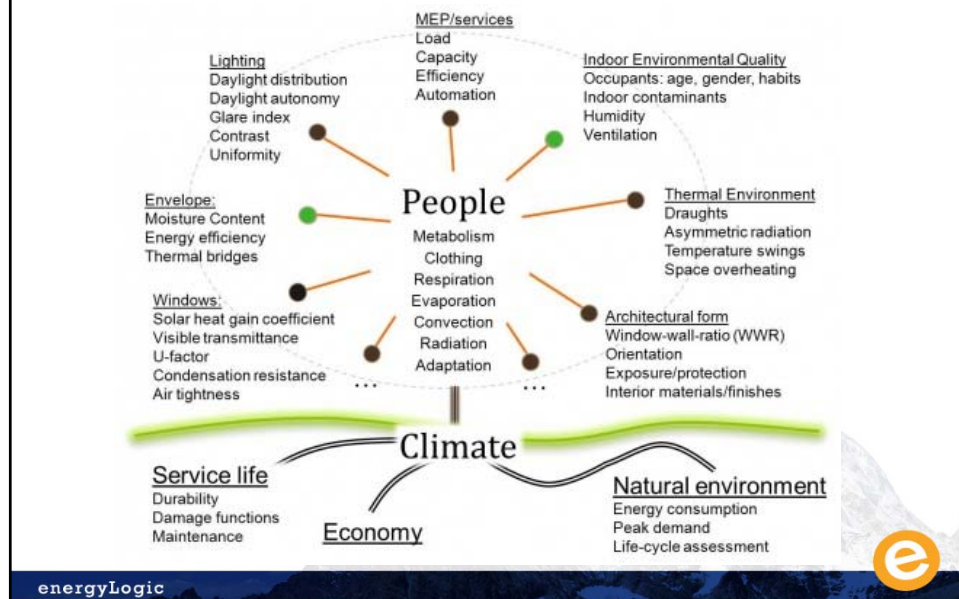 MEP/services
Load
Capacity
Efficiency
Automation
Lighting
Daylight distribution
Daylight autonomy
Glare index
Contrast
Uniformity
Indoor Environmental Quality
Occupants: age, gender, habits
Indoor contaminants
Humidity
Ventilation
Envelope:
Moisture Content
Energy efficiency
Thermal bridges
People
Metabolism
Clothing
Respiration
Evaporation
Convection
Radiation
Adaptation
Thermal Environment
Draughts
Asymmetric radiation
Temperature swings
Space overheating
Windows:
Solar heat gain coefficient
Visible transmittance
U-factor
Condensation resistance
Air tightness
...
...
Architectural form
Window-wall-ratio (WWR)
Orientation
Exposure/protection
Interior materials/finishes
Climate
Service life
Durability
Damage functions
Maintenance
Economy
Natural environment
Energy consumption
Peak demand
Life-cycle assessment
energyLogic
e